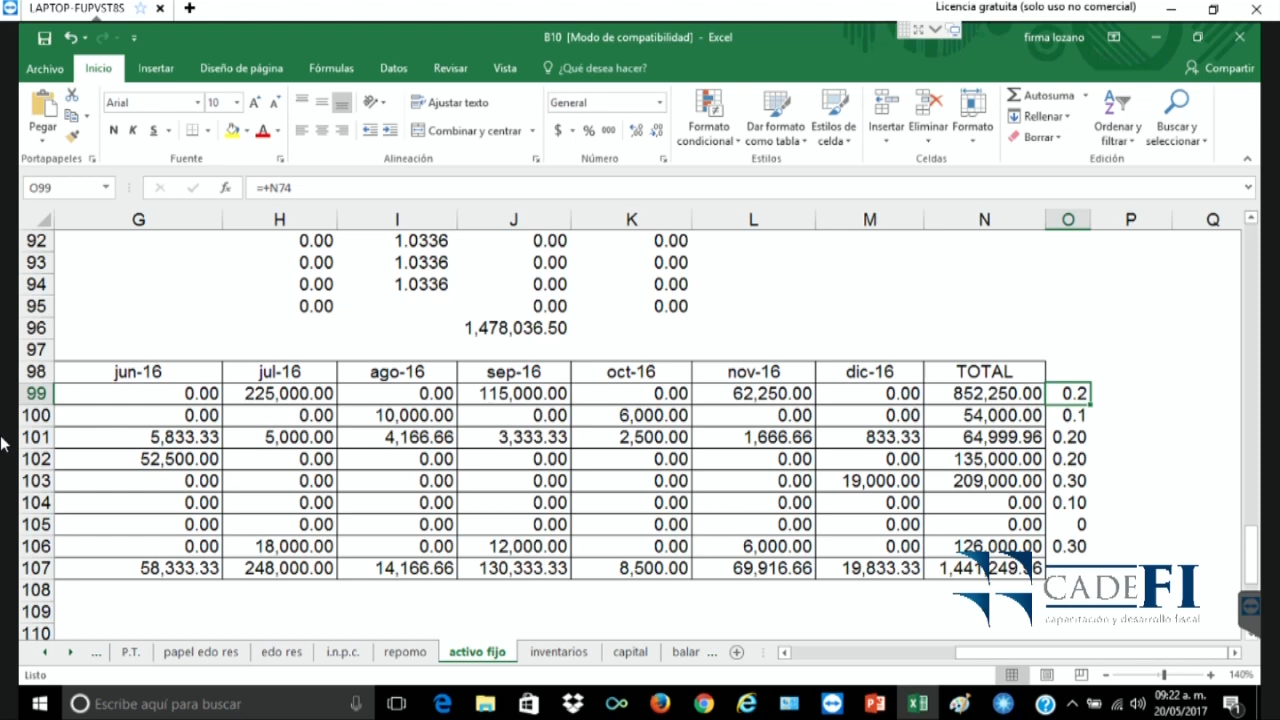 LAPTOP-FUPVST8S
Licencia gratuita (solo uso no comercial)
B10 [Modo de compatibilidad] - Excel
firma lozano
Archivo Inicio Insertar Diseño de página Fórmulas Datos Revisar Vista ¿Qué desea hacer? Compartir
Pegar
Arial 10
N K S
Ajustar texto
Combinar y centrar
General
$ % 000
Formato condicional
Dar formato como tabla
Estilos de celda
Insertar Eliminar Formato
Autosuma
Rellenar
Borrar
Ordenar y filtrar
Buscar y seleccionar
Portapapeles Fuente Alineación Número Estilos Celdas Edición
O99 fx =+N74
G H I J K L M N O P Q
92 0.00 1.0336 0.00 0.00
93 0.00 1.0336 0.00 0.00
94 0.00 1.0336 0.00 0.00
95 0.00 0.00 0.00
96 1,478,036.50
97
98 jun-16 jul-16 ago-16 sep-16 oct-16 nov-16 dic-16 TOTAL
99 0.00 225,000.00 0.00 115,000.00 0.00 62,250.00 0.00 852,250.00 0.2
100 0.00 0.00 10,000.00 0.00 6,000.00 0.00 0.00 54,000.00 0.1
101 5,833.33 5,000.00 4,166.66 3,333.33 2,500.00 1,666.66 833.33 64,999.96 0.20
102 52,500.00 0.00 0.00 0.00 0.00 0.00 0.00 135,000.00 0.20
103 0.00 0.00 0.00 0.00 0.00 0.00 19,000.00 209,000.00 0.30
104 0.00 0.00 0.00 0.00 0.00 0.00 0.00 0.00 0.10
105 0.00 0.00 0.00 0.00 0.00 0.00 0.00 0.00 0
106 0.00 18,000.00 0.00 12,000.00 0.00 6,000.00 0.00 126,000.00 0.30
107 58,333.33 248,000.00 14,166.66 130,333.33 8,500.00 69,916.66 19,833.33 1,441,249.96
108
109
110
CADEFI
capacitación y desarrollo fiscal
... P.T. papel edo res edo res i.n.p.c. repomo activo fijo inventarios capital balar ...
Listo
140%
Escribe aquí para buscar
09:22 a. m.
20/05/2017